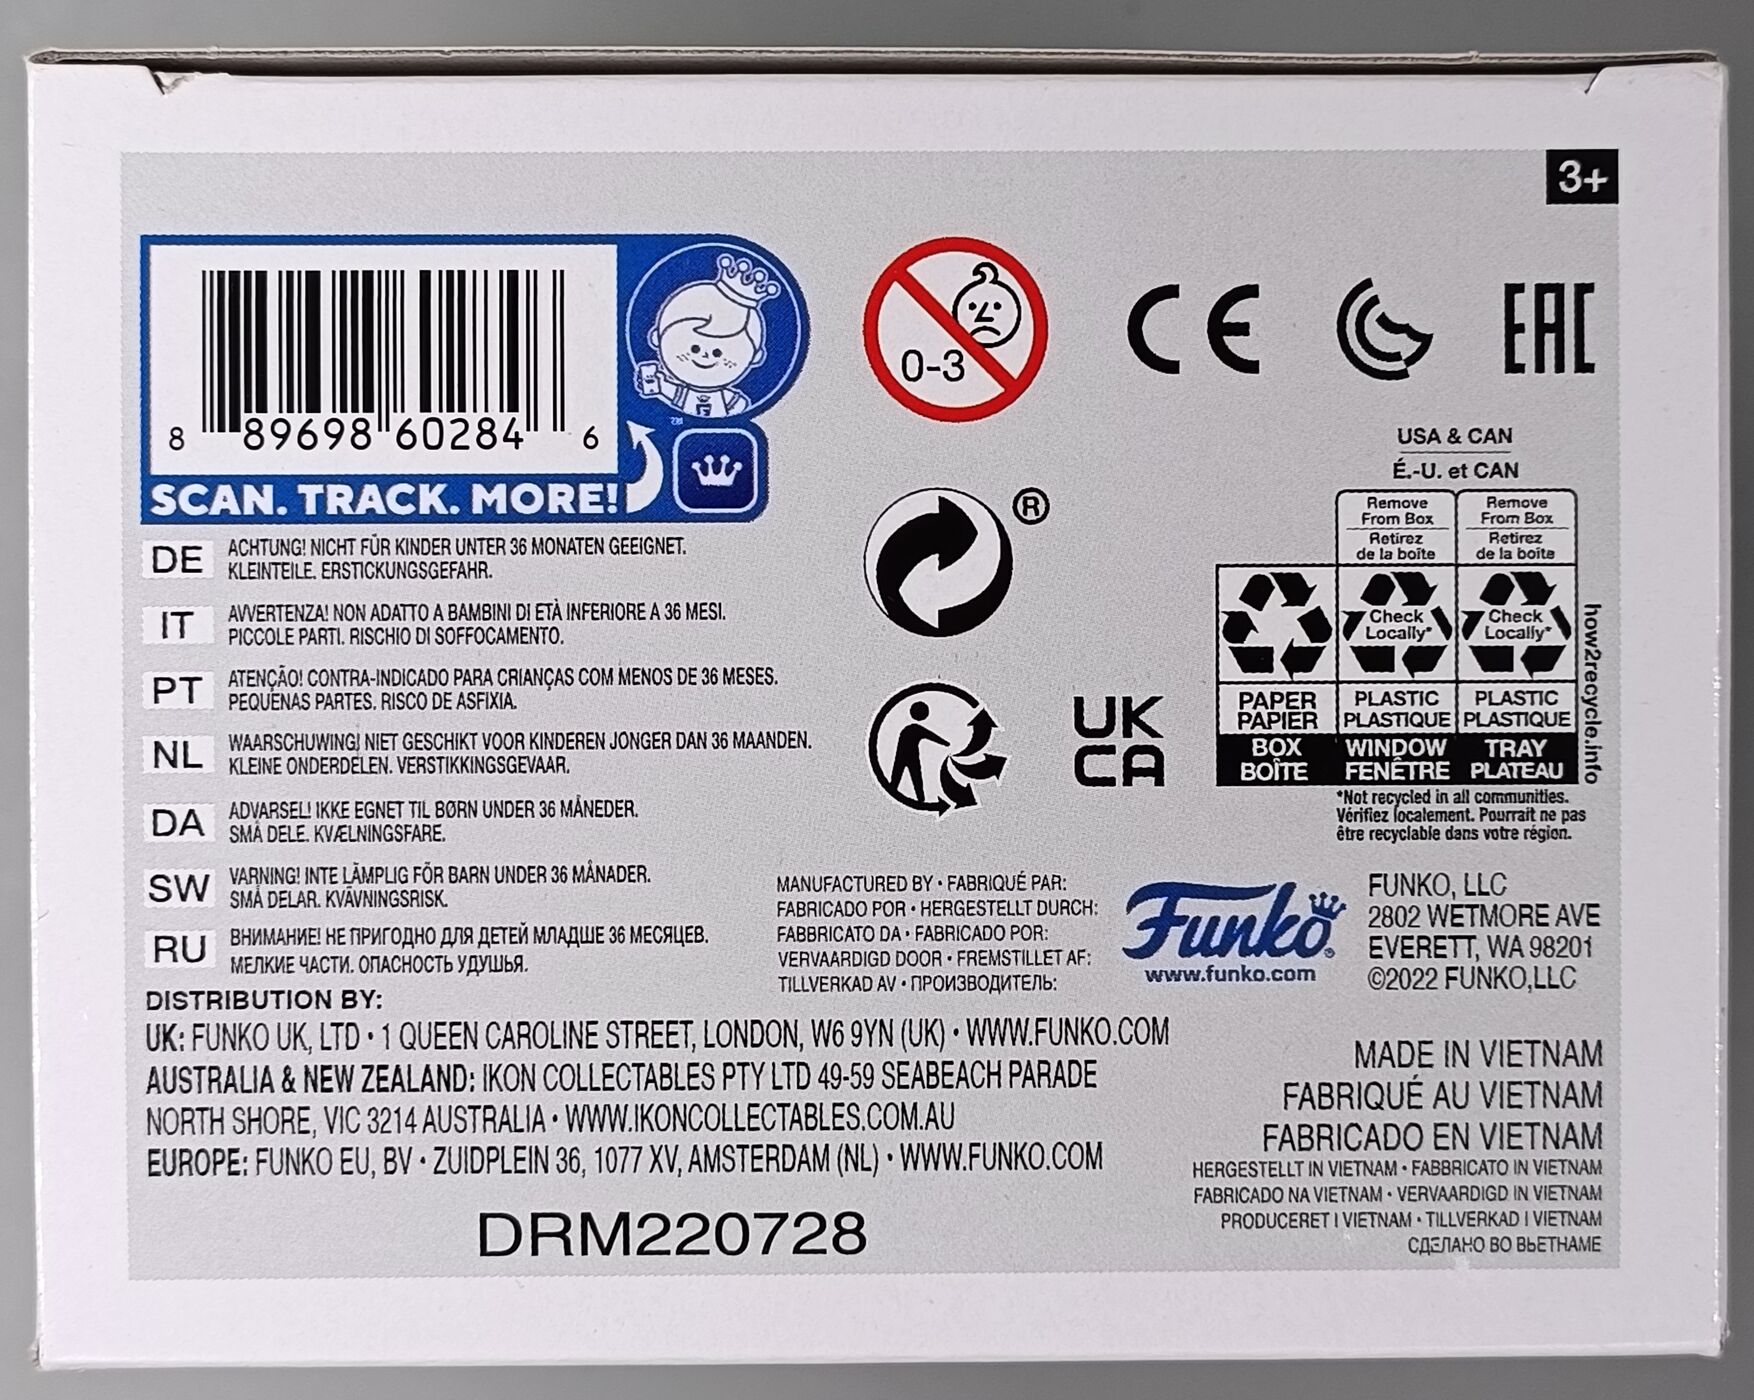 3+
8 89698 60284 6
SCAN. TRACK. MORE!
0-3
CE
EAC
®
UK
CA
USA & CAN
É.-U. et CAN
Remove
From Box
Retirez
de la boîte
Remove
From Box
Retirez
de la boîte
Check
Locally*
Check
Locally*
PAPER
PAPIER
PLASTIC
PLASTIQUE
PLASTIC
PLASTIQUE
BOX
BOÎTE
WINDOW
FENÊTRE
TRAY
PLATEAU
how2recycle.info
*Not recycled in all communities.
Vérifiez localement. Pourrait ne pas
être recyclable dans votre région.
DE ACHTUNG! NICHT FÜR KINDER UNTER 36 MONATEN GEEIGNET.
KLEINTEILE. ERSTICKUNGSGEFAHR.
IT AVVERTENZA! NON ADATTO A BAMBINI DI ETÀ INFERIORE A 36 MESI.
PICCOLE PARTI. RISCHIO DI SOFFOCAMENTO.
PT ATENÇÃO! CONTRA-INDICADO PARA CRIANÇAS COM MENOS DE 36 MESES.
PEQUENAS PARTES. RISCO DE ASFIXIA.
NL WAARSCHUWING! NIET GESCHIKT VOOR KINDEREN JONGER DAN 36 MAANDEN.
KLEINE ONDERDELEN. VERSTIKKINGSGEVAAR.
DA ADVARSEL! IKKE EGNET TIL BØRN UNDER 36 MÅNEDER.
SMÅ DELE. KVÆLNINGSFARE.
SW VARNING! INTE LÄMPLIG FÖR BARN UNDER 36 MÅNADER.
SMÅ DELAR. KVÄVNINGSRISK.
RU ВНИМАНИЕ! НЕ ПРИГОДНО ДЛЯ ДЕТЕЙ МЛАДШЕ 36 МЕСЯЦЕВ.
МЕЛКИЕ ЧАСТИ. ОПАСНОСТЬ УДУШЬЯ.
MANUFACTURED BY • FABRIQUÉ PAR:
FABRICADO POR • HERGESTELLT DURCH:
FABBRICATO DA • FABRICADO POR:
VERVAARDIGD DOOR • FREMSTILLET AF:
TILLVERKAD AV • ПРОИЗВОДИТЕЛЬ:
Funko®
www.funko.com
FUNKO, LLC
2802 WETMORE AVE
EVERETT, WA 98201
©2022 FUNKO,LLC
DISTRIBUTION BY:
UK: FUNKO UK, LTD • 1 QUEEN CAROLINE STREET, LONDON, W6 9YN (UK) • WWW.FUNKO.COM
AUSTRALIA & NEW ZEALAND: IKON COLLECTABLES PTY LTD 49-59 SEABEACH PARADE
NORTH SHORE, VIC 3214 AUSTRALIA • WWW.IKONCOLLECTABLES.COM.AU
EUROPE: FUNKO EU, BV • ZUIDPLEIN 36, 1077 XV, AMSTERDAM (NL) • WWW.FUNKO.COM
MADE IN VIETNAM
FABRIQUÉ AU VIETNAM
FABRICADO EN VIETNAM
HERGESTELLT IN VIETNAM • FABBRICATO IN VIETNAM
FABRICADO NA VIETNAM • VERVAARDIGD IN VIETNAM
PRODUCERET I VIETNAM • TILLVERKAD I VIETNAM
СДЕЛАНО ВО ВЬЕТНАМЕ
DRM220728